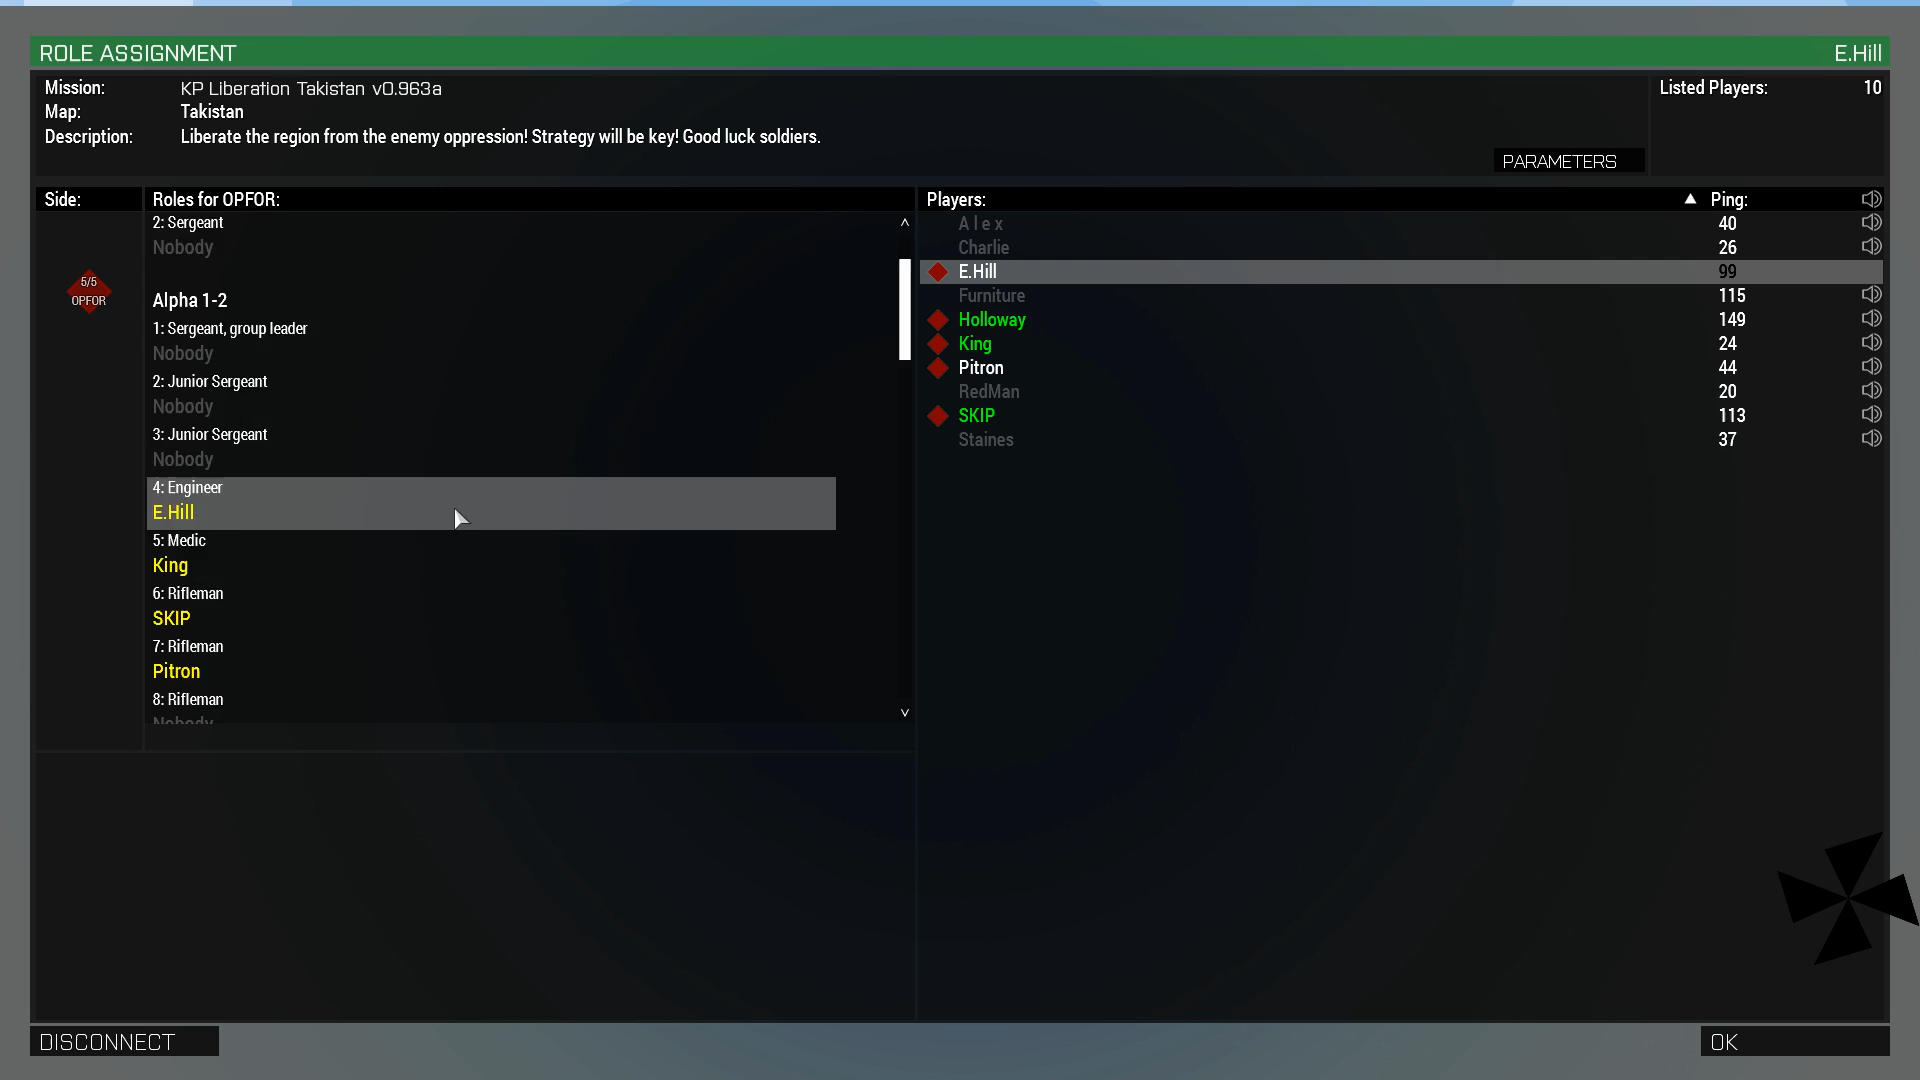 ROLE ASSIGNMENT
E.Hill
Mission: KP Liberation Takistan v0.963a
Map: Takistan
Description: Liberate the region from the enemy oppression! Strategy will be key! Good luck soldiers.
Listed Players: 10
PARAMETERS
Side:
5/5
OPFOR
Roles for OPFOR:
2: Sergeant
Nobody
Alpha 1-2
1: Sergeant, group leader
Nobody
2: Junior Sergeant
Nobody
3: Junior Sergeant
Nobody
4: Engineer
E.Hill
5: Medic
King
6: Rifleman
SKIP
7: Rifleman
Pitron
8: Rifleman
Nobody
Players: Ping:
A l e x 40
Charlie 26
E.Hill 99
Furniture 115
Holloway 149
King 24
Pitron 44
RedMan 20
SKIP 113
Staines 37
DISCONNECT
OK